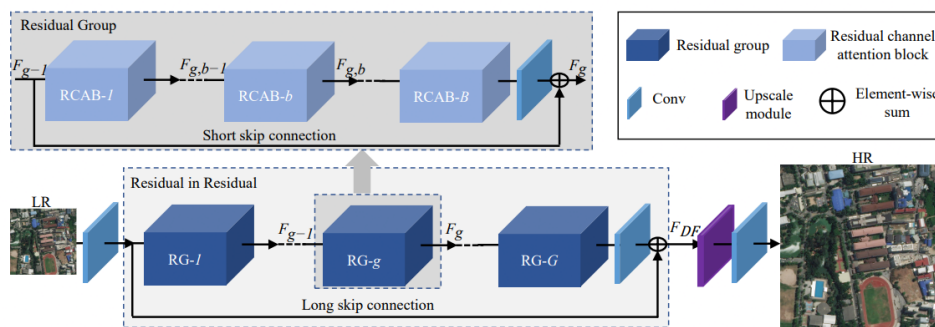 Residual Group
F_{g−1}
RCAB-1
F_{g,b−1}
RCAB-b
F_{g,b}
RCAB-B
F_g
Short skip connection
Residual group
Residual channel
attention block
Conv
Upscale
module
Element-wise
sum
LR
Residual in Residual
RG-1
F_{g−1}
RG-g
F_g
RG-G
F_{DF}
Long skip connection
HR